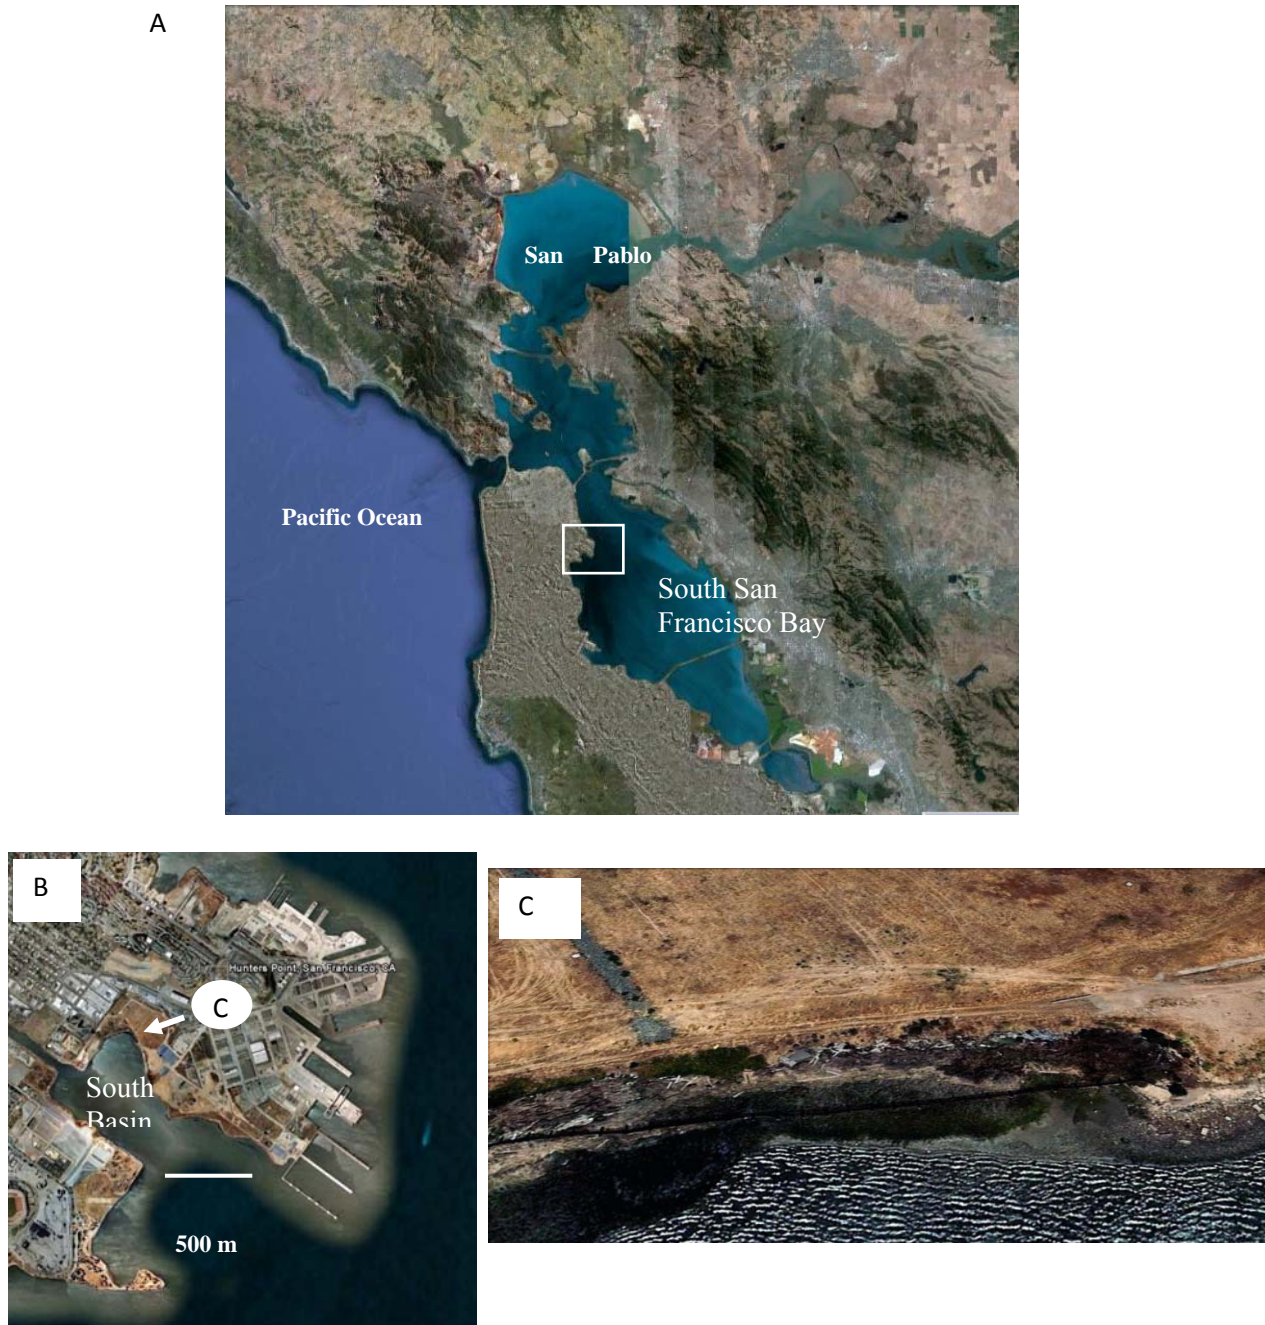 A
San Pablo
Pacific Ocean
South San
Francisco Bay
B
Hunters Point, San Francisco, CA
C
South
Basin
500 m
C